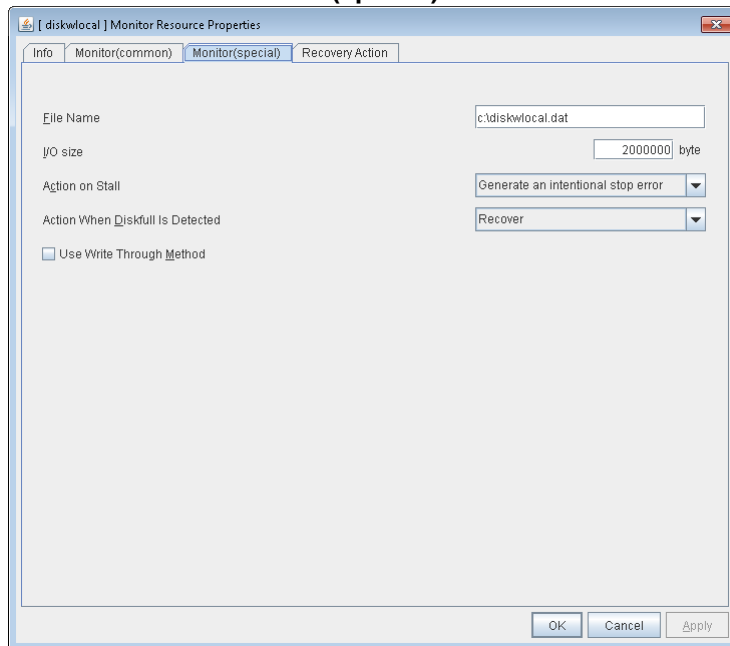 [ diskwlocal ] Monitor Resource Properties
Info Monitor(common) Monitor(special) Recovery Action
File Name c:\diskwlocal.dat
I/O size 2000000 byte
Action on Stall Generate an intentional stop error
Action When Diskfull Is Detected Recover
Use Write Through Method
OK Cancel Apply